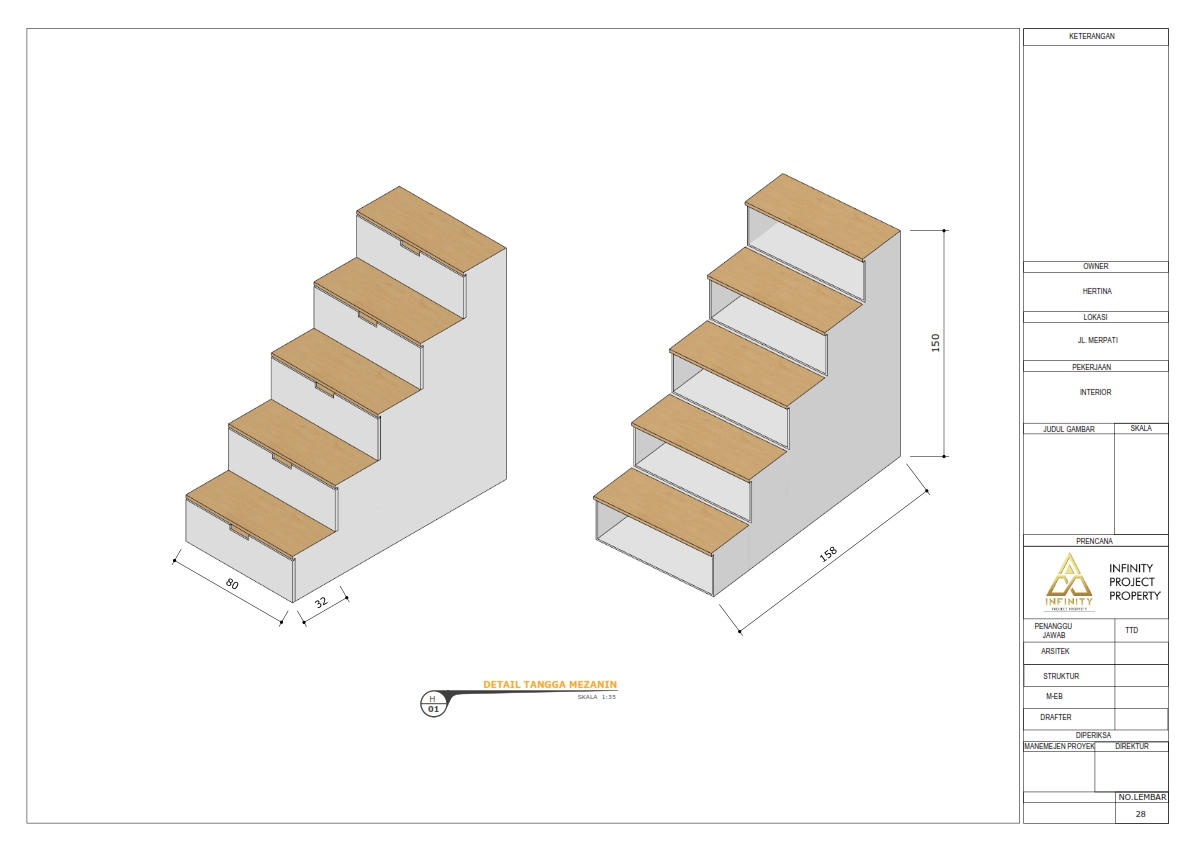 80
32
158
150
DETAIL TANGGA MEZANIN
SKALA 1:35
H
01
KETERANGAN
OWNER
HERTINA
LOKASI
JL. MERPATI
PEKERJAAN
INTERIOR
JUDUL GAMBAR SKALA
PRENCANA
INFINITY
PROJECT PROPERTY
INFINITY
PROJECT
PROPERTY
PENANGGU
JAWAB
TTD
ARSITEK
STRUKTUR
M-EB
DRAFTER
DIPERIKSA
MANEMEJEN PROYEK DIREKTUR
NO.LEMBAR
28